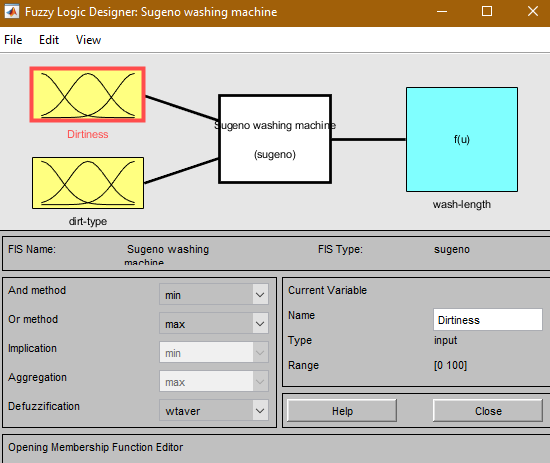 Fuzzy Logic Designer: Sugeno washing machine
File Edit View
Sugeno washing machine
(sugeno)
f(u)
Dirtiness
dirt-type
wash-length
FIS Name: Sugeno washing machine FIS Type: sugeno
And method min
Or method max
Implication min
Aggregation max
Defuzzification wtaver
Current Variable
Name Dirtiness
Type input
Range [0 100]
Help Close
Opening Membership Function Editor